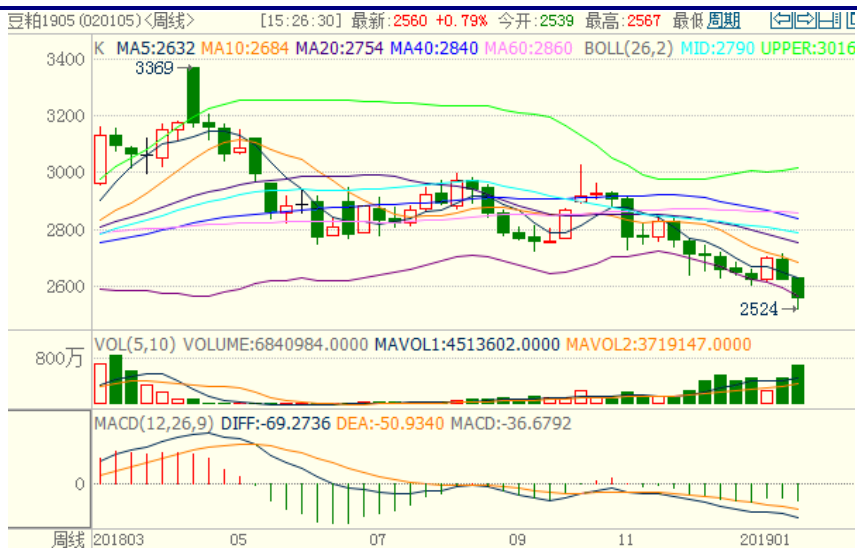 豆粕1905 (020105)〈周线〉 [15:26:30] 最新:2560 +0.79% 今开:2539 最高:2567 最低 周期
K MA5:2632 MA10:2684 MA20:2754 MA40:2840 MA60:2860 BOLL(26,2) MID:2790 UPPER:3016
3400
3369
3200
3000
2800
2600
2524
VOL(5,10) VOLUME:6840984.0000 MAVOL1:4513602.0000 MAVOL2:3719147.0000
800万
MACD(12,26,9) DIFF:-69.2736 DEA:-50.9340 MACD:-36.6792
0
周线 201803 05 07 09 11 201901